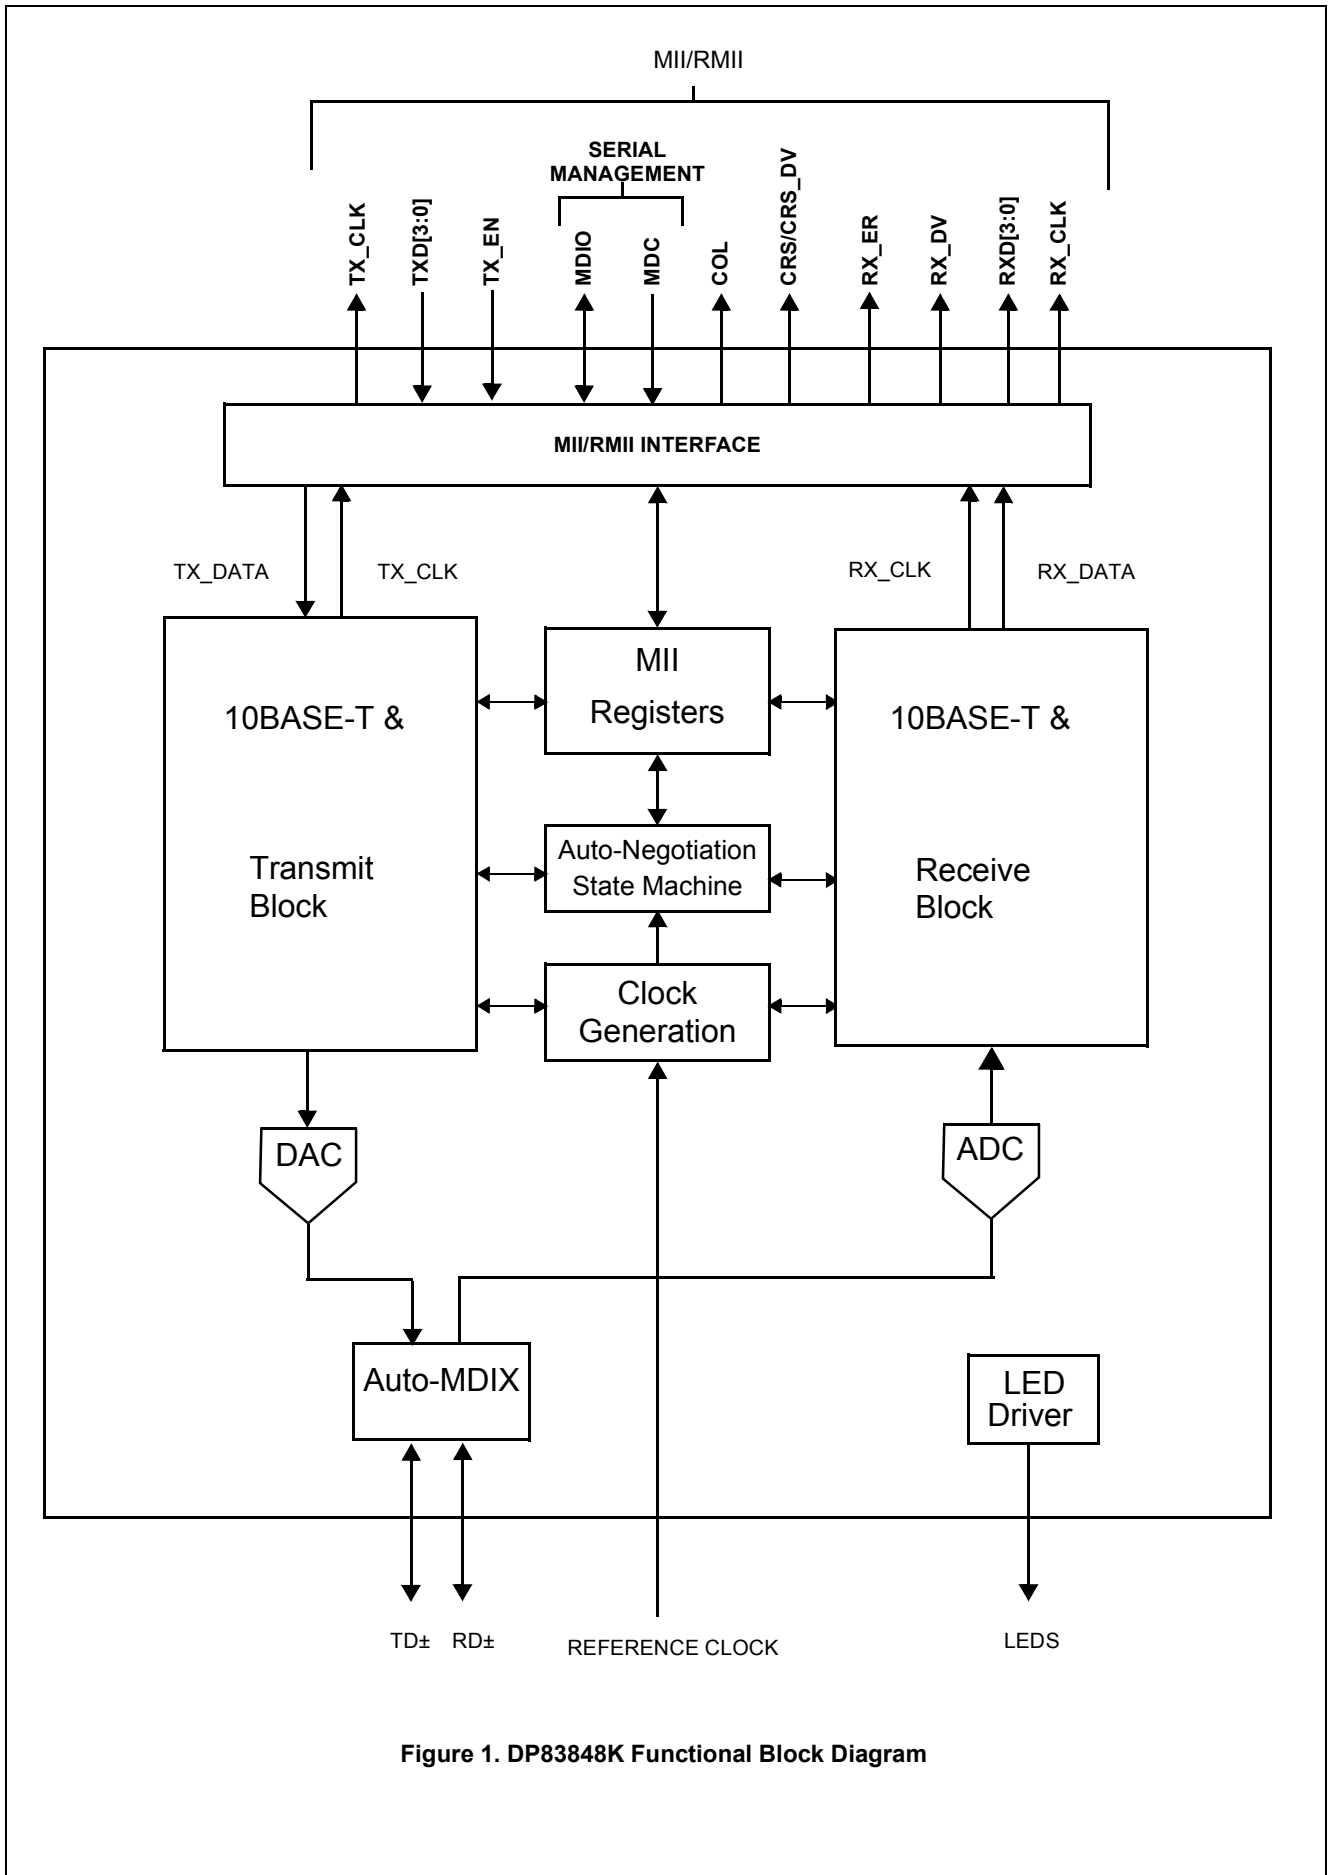 MII/RMII
SERIAL
MANAGEMENT
TX_CLK
TXD[3:0]
TX_EN
MDIO
MDC
COL
CRS/CRS_DV
RX_ER
RX_DV
RXD[3:0]
RX_CLK
MII/RMII INTERFACE
TX_DATA
TX_CLK
RX_CLK
RX_DATA
10BASE-T &
Transmit
Block
MII
Registers
Auto-Negotiation
State Machine
Clock
Generation
10BASE-T &
Receive
Block
DAC
ADC
Auto-MDIX
LED
Driver
TD±
RD±
REFERENCE CLOCK
LEDS
Figure 1. DP83848K Functional Block Diagram